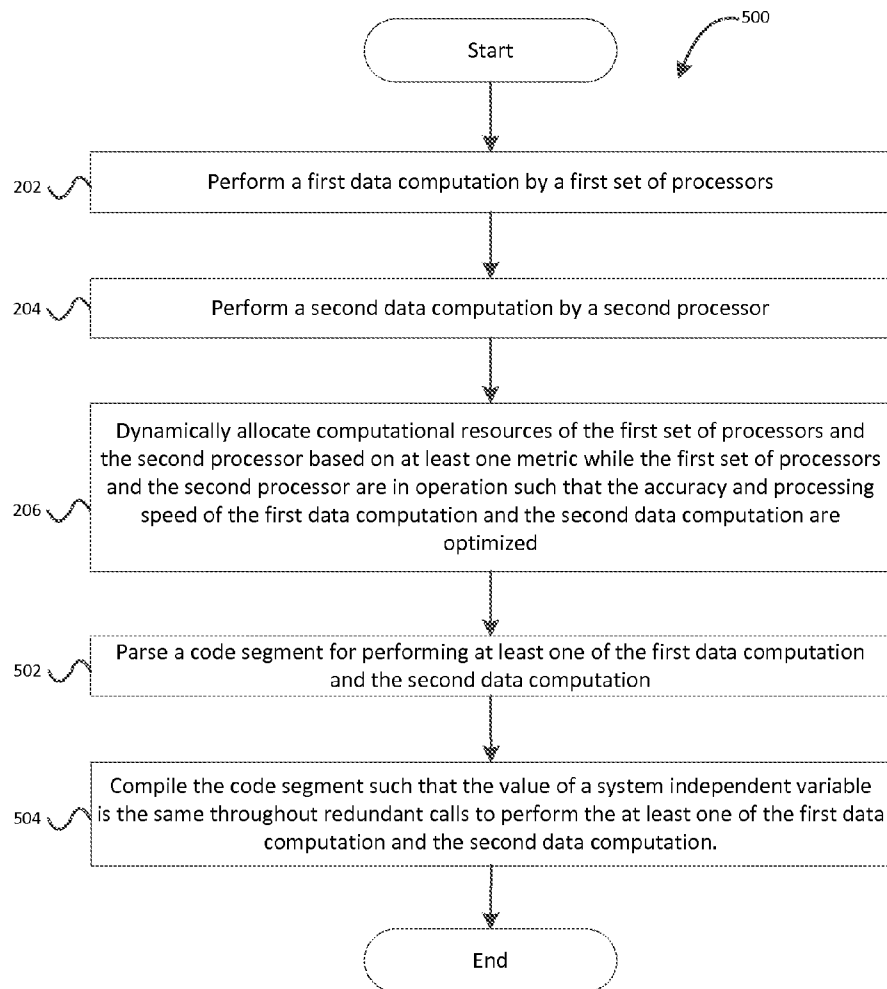 500
Start
202
Perform a first data computation by a first set of processors
204
Perform a second data computation by a second processor
Dynamically allocate computational resources of the first set of processors and
the second processor based on at least one metric while the first set of processors
and the second processor are in operation such that the accuracy and processing
206
speed of the first data computation and the second data computation are
optimized
Parse a code segment for performing at least one of the first data computation
502
and the second data computation
Compile the code segment such that the value of a system independent variable
is the same throughout redundant calls to perform the at least one of the first data
504
computation and the second data computation.
End